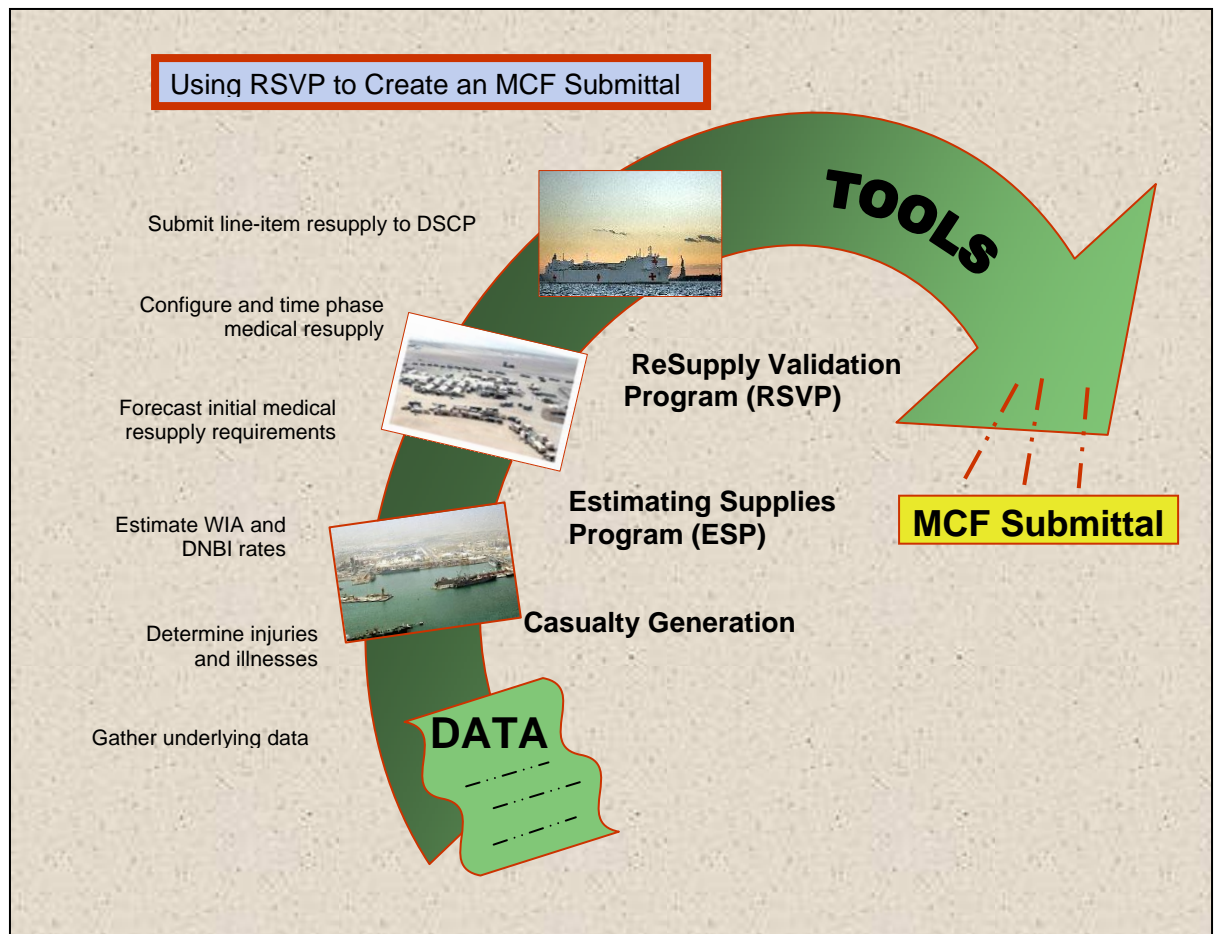 Using RSVP to Create an MCF Submittal
TOOLS
Submit line-item resupply to DSCP
Configure and time phase
medical resupply
ReSupply Validation
Program (RSVP)
Forecast initial medical
resupply requirements
Estimating Supplies
Program (ESP)
MCF Submittal
Estimate WIA and
DNBI rates
Casualty Generation
Determine injuries
and illnesses
Gather underlying data
DATA